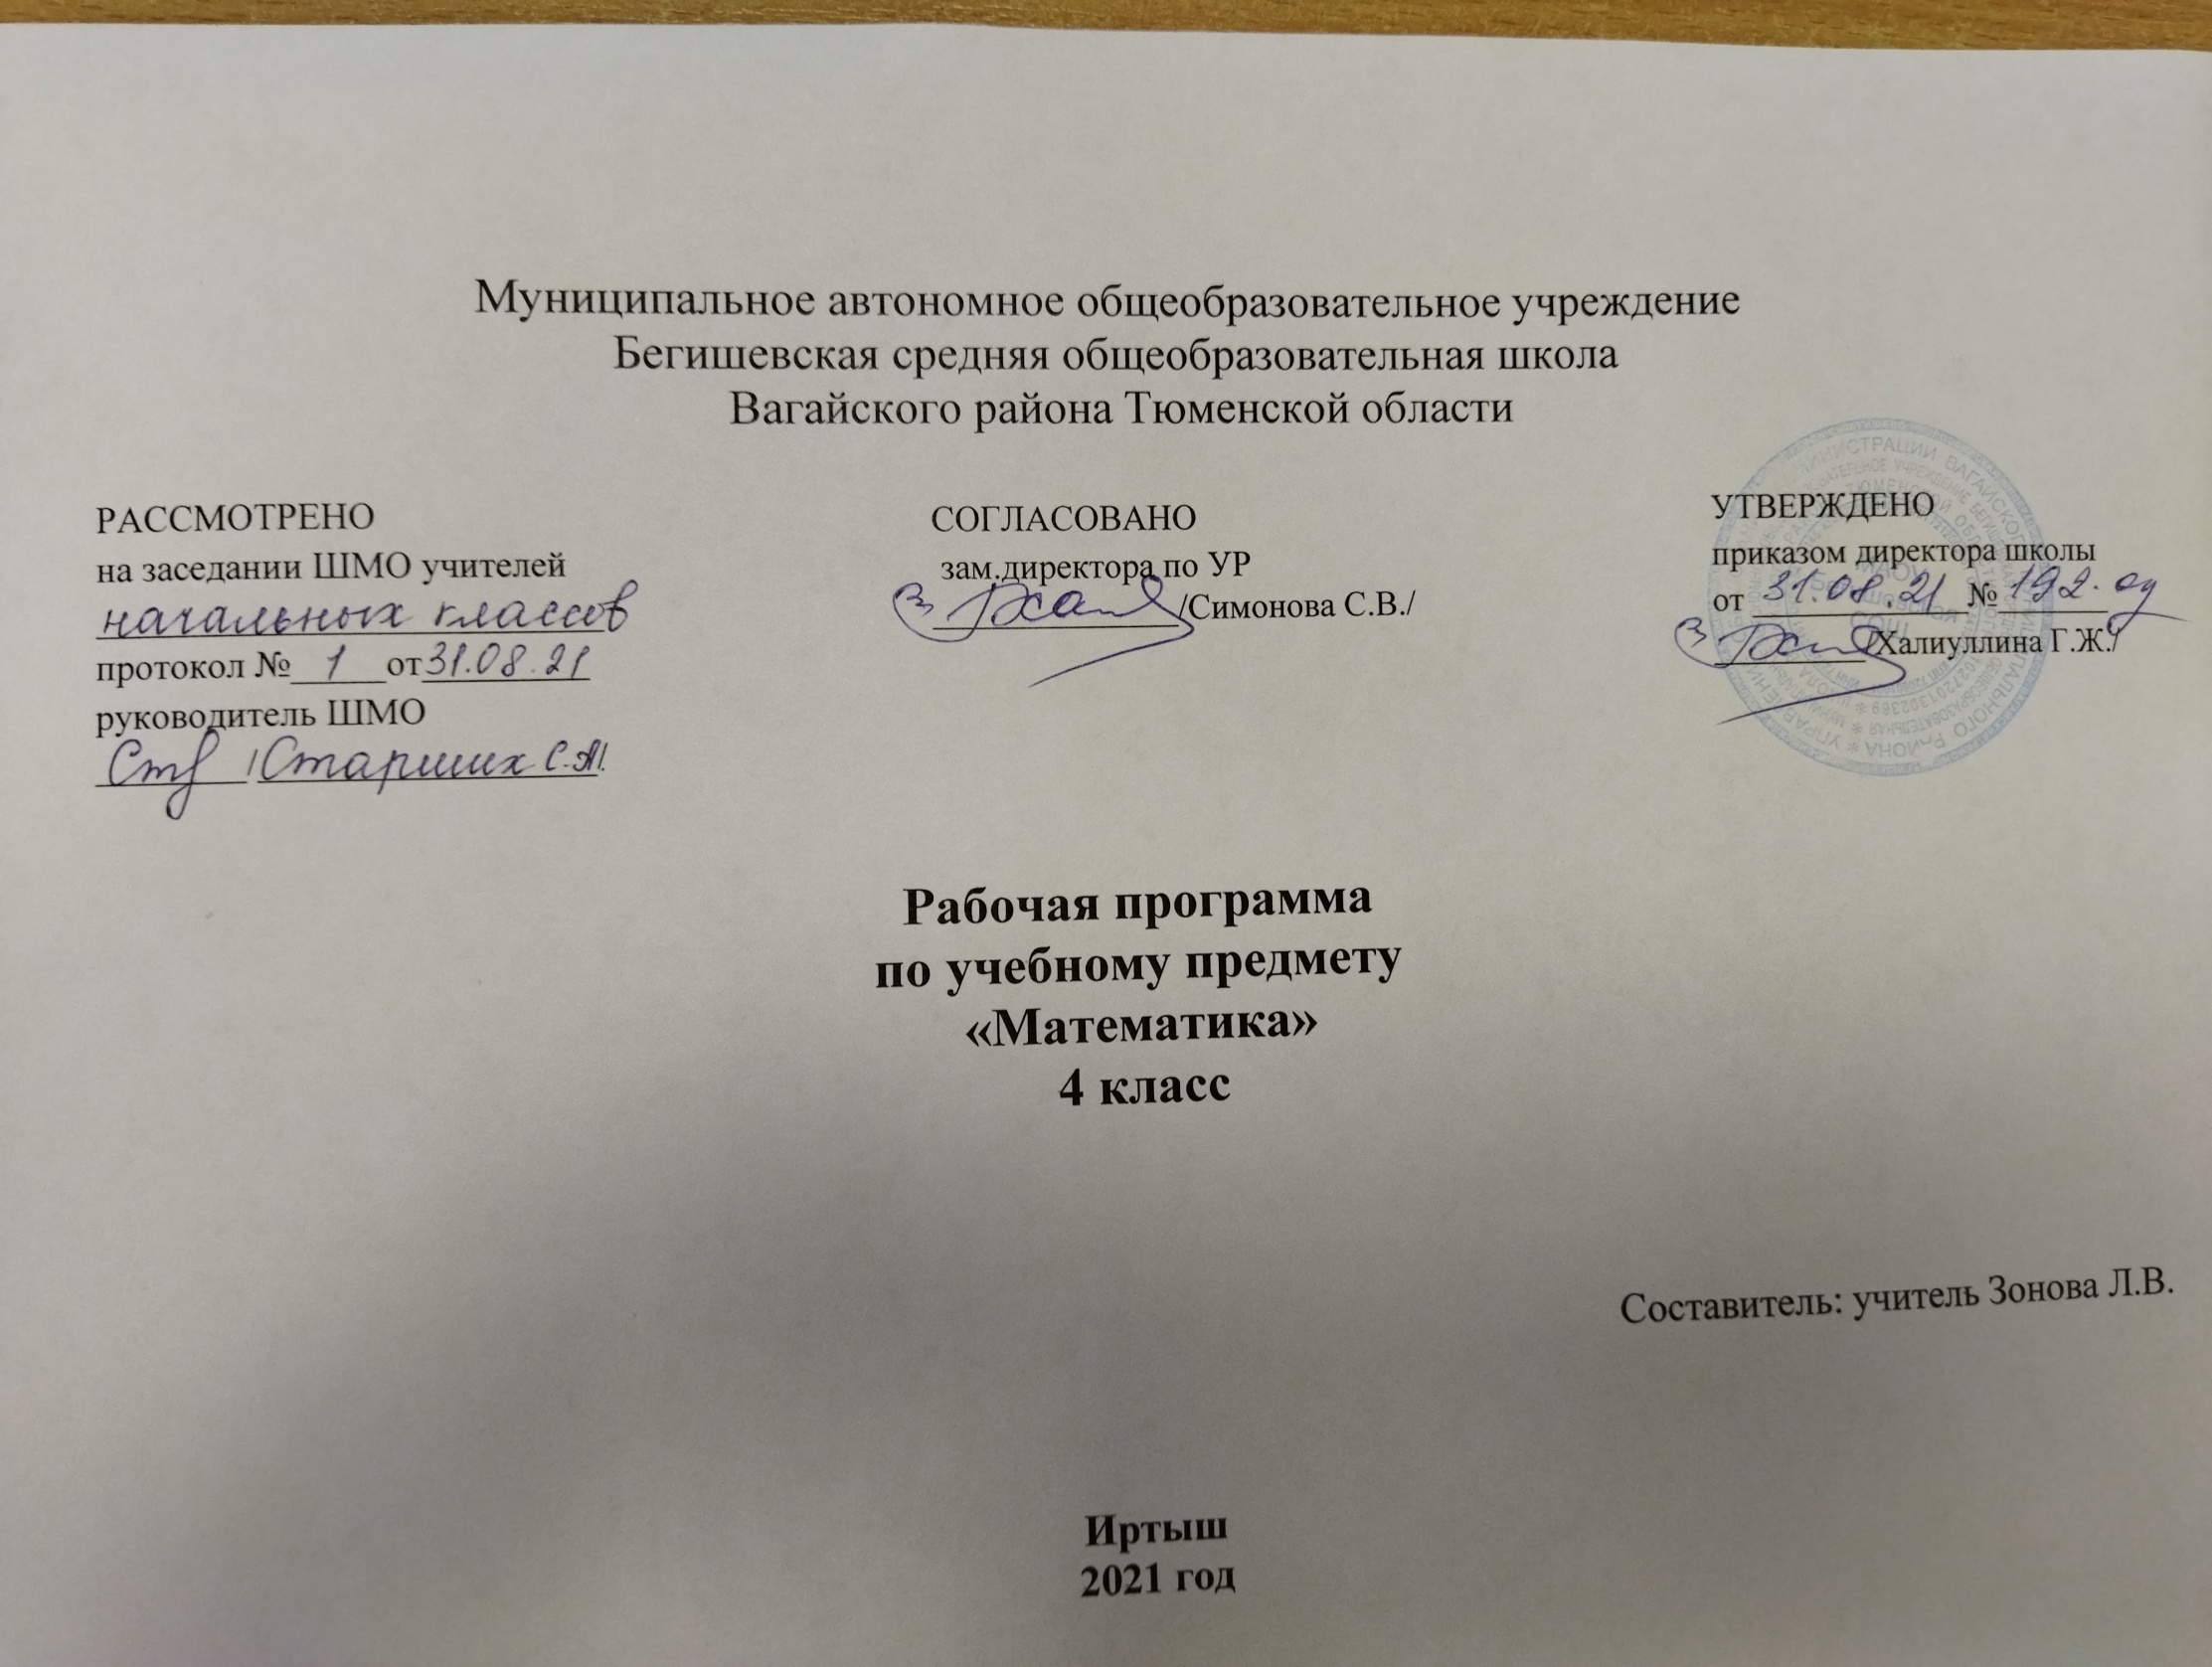 Муниципальное автономное общеобразовательное учреждение
Бегишевская средняя общеобразовательная школа
Вагайского района Тюменской области
РАССМОТРЕНО
на заседании ШМО учителей
начальных классов
протокол № 1 от 31.08.21
руководитель ШМО
/Старших С.А/.
СОГЛАСОВАНО
зам.директора по УР
/Симонова С.В./
УТВЕРЖДЕНО
приказом директора школы
от 31.08.21 № 192-од
/Халиуллина Г.Ж./
Рабочая программа
по учебному предмету
«Математика»
4 класс
Составитель: учитель Зонова Л.В.
Иртыш
2021 год